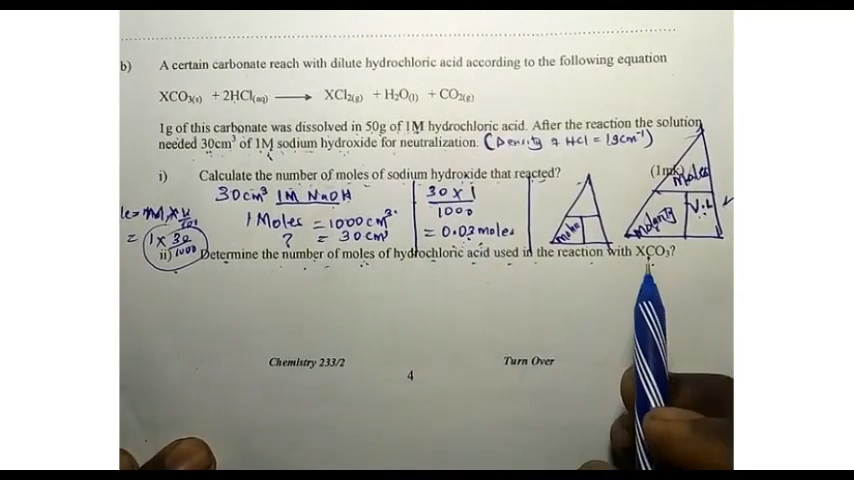 b) A certain carbonate reach with dilute hydrochloric acid according to the following equation
XCO3(s) + 2HCl(aq) ⟶ XCl2(g) + H2O(l) + CO2(g)
1g of this carbonate was dissolved in 50g of 1M hydrochloric acid. After the reaction the solution
needed 30cm³ of 1M sodium hydroxide for neutralization. (Density of HCl = 1gcm⁻¹)
i) Calculate the number of moles of sodium hydroxide that reacted? (1mk)
30cm³ 1M NaOH
1 Moles = 1000cm³
? = 30cm³
30 x 1
1000
= 0.03 moles
moles
moles
Molarity
V.L
= 1 x 30
1000
ii) Determine the number of moles of hydrochloric acid used in the reaction with XCO3?
Chemistry 233/2 Turn Over
4